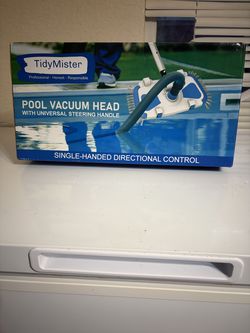 TidyMister
Professional · Honest · Responsible
POOL VACUUM HEAD
WITH UNIVERSAL STEERING HANDLE
SINGLE-HANDED DIRECTIONAL CONTROL